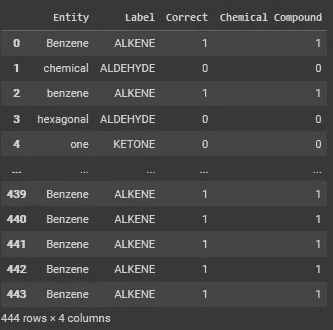 Entity Label Correct Chemical Compound
0 Benzene ALKENE 1 1
1 chemical ALDEHYDE 0 0
2 benzene ALKENE 1 1
3 hexagonal ALDEHYDE 0 0
4 one KETONE 0 0
... ... ... ... ...
439 Benzene ALKENE 1 1
440 Benzene ALKENE 1 1
441 Benzene ALKENE 1 1
442 Benzene ALKENE 1 1
443 Benzene ALKENE 1 1
444 rows × 4 columns